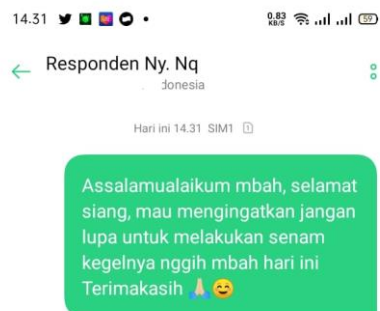 14.31
0.83
KB/S
59
Responden Ny. Nq
donesia
Hari ini 14.31 SIM1 1
Assalamualaikum mbah, selamat
siang, mau mengingatkan jangan
lupa untuk melakukan senam
kegelnya nggih mbah hari ini
Terimakasih 🙏🏻😊